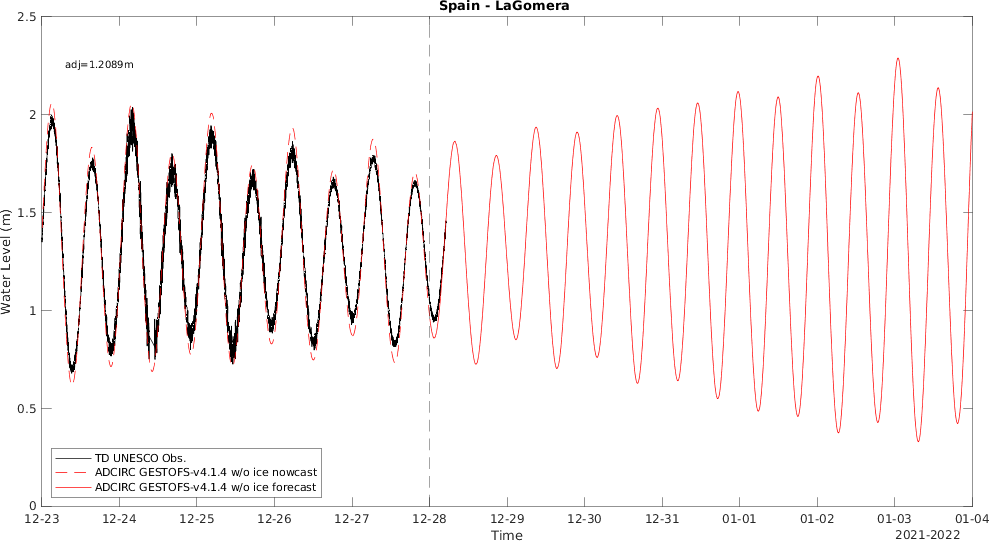 Spain - LaGomera
adj=1.2089m
Water Level (m)
2.5
2
1.5
1
0.5
0
TD UNESCO Obs.
ADCIRC GESTOFS-v4.1.4 w/o ice nowcast
ADCIRC GESTOFS-v4.1.4 w/o ice forecast
12-23 12-24 12-25 12-26 12-27 12-28 12-29 12-30 12-31 01-01 01-02 01-03 01-04
Time
2021-2022